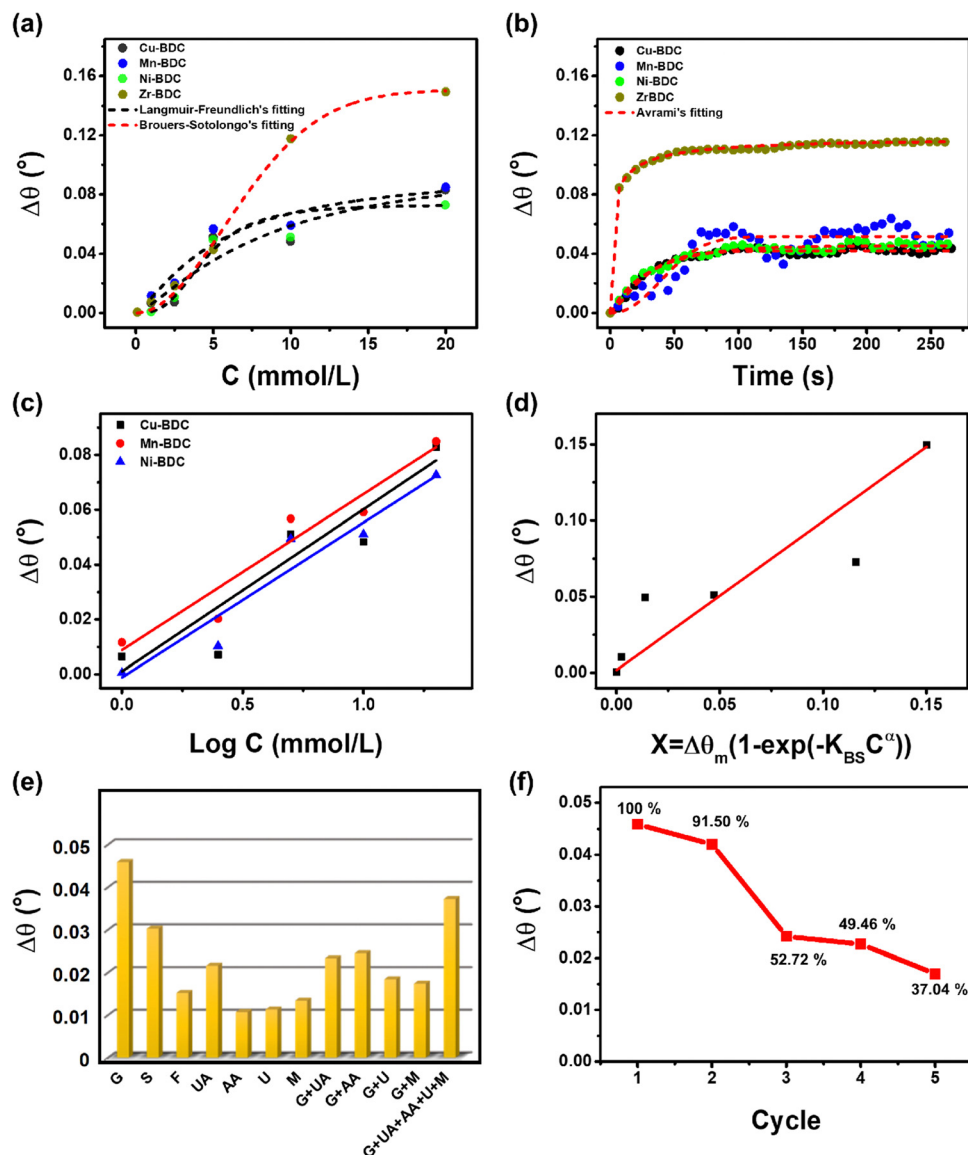 (a)
Cu-BDC
Mn-BDC
Ni-BDC
Zr-BDC
Langmuir-Freundlich's fitting
Brouers-Sotolongo's fitting
0.16
0.12
0.08
0.04
0.00
Δθ (°)
0 5 10 15 20
C (mmol/L)
(b)
Cu-BDC
Mn-BDC
Ni-BDC
ZrBDC
Avrami's fitting
0.16
0.12
0.08
0.04
0.00
Δθ (°)
0 50 100 150 200 250
Time (s)
(c)
Cu-BDC
Mn-BDC
Ni-BDC
0.08
0.06
0.04
0.02
0.00
Δθ (°)
0.0 0.5 1.0
Log C (mmol/L)
(d)
0.15
0.10
0.05
0.00
Δθ (°)
0.00 0.05 0.10 0.15
X=Δθₘ(1-exp(-K_BS C^α))
(e)
0.05
0.04
0.03
0.02
0.01
0
Δθ (°)
G S F UA AA U M G+UA G+AA G+U G+M G+UA+AA+U+M
(f)
0.05
0.04
0.03
0.02
0.01
0.00
Δθ (°)
100 %
91.50 %
52.72 %
49.46 %
37.04 %
1 2 3 4 5
Cycle